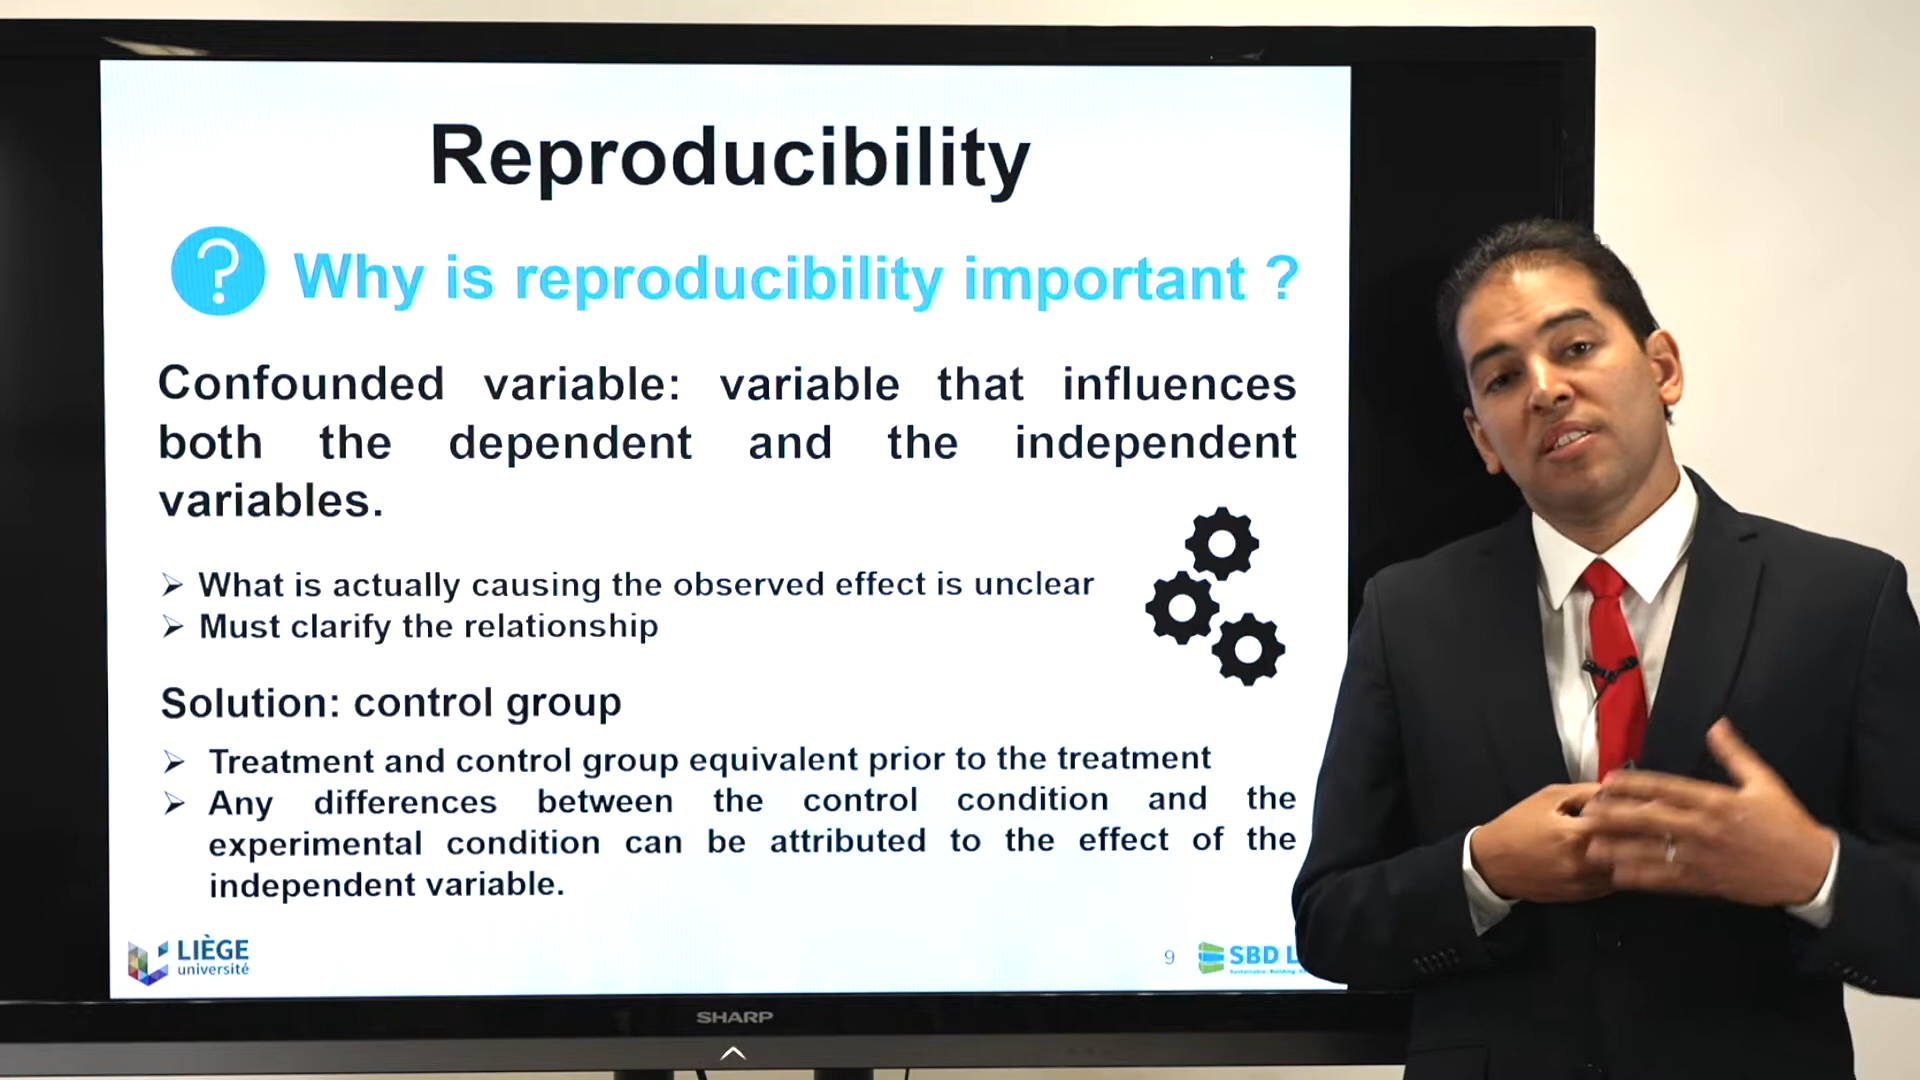 Reproducibility
? Why is reproducibility important ?
Confounded variable: variable that influences
both the dependent and the independent
variables.
➢ What is actually causing the observed effect is unclear
➢ Must clarify the relationship
Solution: control group
➢ Treatment and control group equivalent prior to the treatment
➢ Any differences between the control condition and the
experimental condition can be attributed to the effect of the
independent variable.
LIÈGE
université
9
SBD
Sustainable Building
SHARP